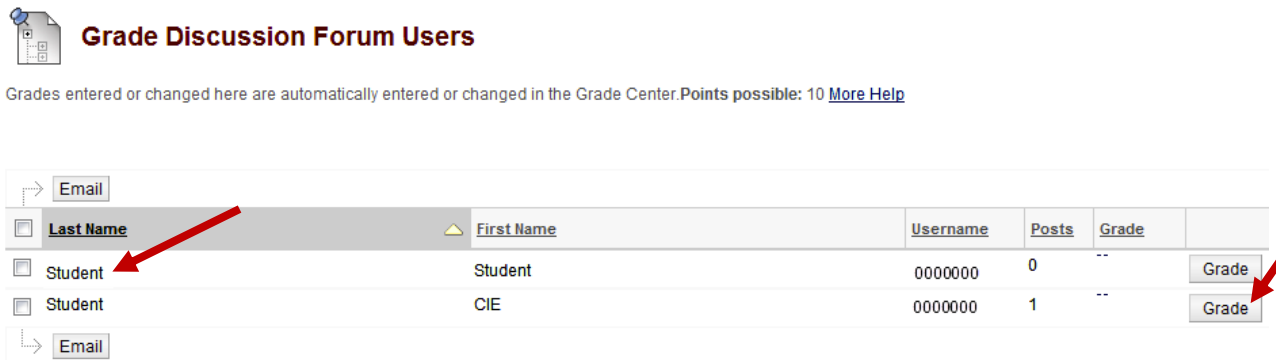 Grade Discussion Forum Users
Grades entered or changed here are automatically entered or changed in the Grade Center.Points possible: 10 More Help
Email
Last Name First Name Username Posts Grade
Student Student 0000000 0 -- Grade
Student CIE 0000000 1 -- Grade
Email